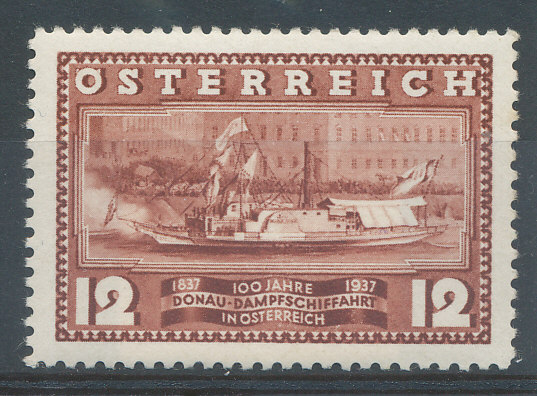 ÖSTERREICH
1837 100 JAHRE 1937
DONAU-DAMPFSCHIFFAHRT
IN ÖSTERREICH
12 12